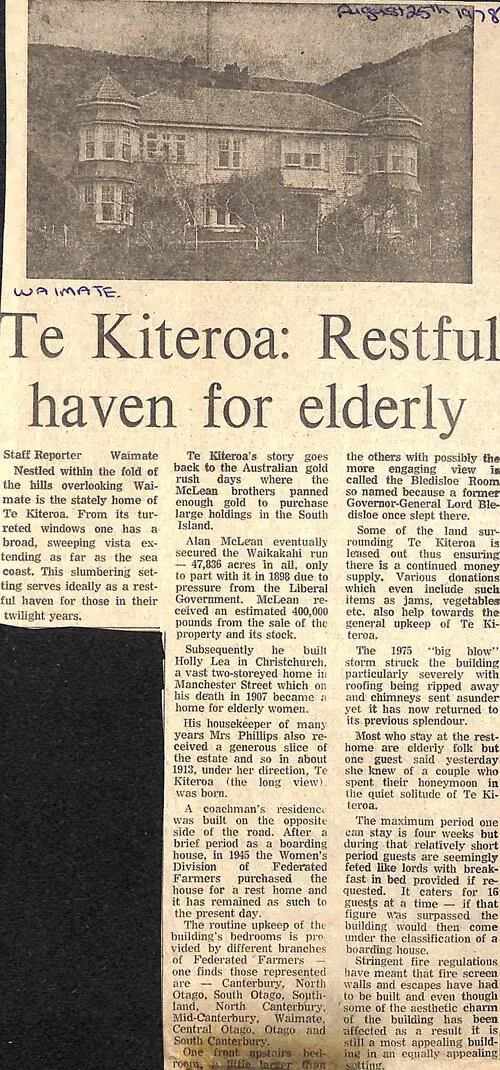 August 25th 1978
WAIMATE.
Te Kiteroa: Restful
haven for elderly
Staff Reporter Waimate
Nestled within the fold of
the hills overlooking Wai-
mate is the stately home of
Te Kiteroa. From its tur-
reted windows one has a
broad, sweeping vista ex-
tending as far as the sea
coast. This slumbering set-
ting serves ideally as a rest-
ful haven for those in their
twilight years.
Te Kiteroa's story goes
back to the Australian gold
rush days where the
McLean brothers panned
enough gold to purchase
large holdings in the South
Island.
Alan McLean eventually
secured the Waikakahi run
— 47,836 acres in all, only
to part with it in 1898 due to
pressure from the Liberal
Government. McLean re-
ceived an estimated 400,000
pounds from the sale of the
property and its stock.
Subsequently he built
Holly Lea in Christchurch,
a vast two-storeyed home in
Manchester Street which on
his death in 1907 became a
home for elderly women.
His housekeeper of many
years Mrs Phillips also re-
ceived a generous slice of
the estate and so in about
1913, under her direction, Te
Kiteroa (the long view)
was born.
A coachman's residence
was built on the opposite
side of the road. After a
brief period as a boarding
house, in 1945 the Women's
Division of Federated
Farmers purchased the
house for a rest home and
it has remained as such to
the present day.
The routine upkeep of the
building's bedrooms is pro-
vided by different branches
of Federated Farmers —
one finds those represented
are — Canterbury, North
Otago, South Otago, South-
land, North Canterbury,
Mid-Canterbury, Waimate,
Central Otago, Otago and
South Canterbury.
One front upstairs bed-
room, a little larger than
the others with possibly the
more engaging view is
called the Bledisloe Room
so named because a former
Governor-General Lord Ble-
disloe once slept there.
Some of the land sur-
rounding Te Kiteroa is
leased out thus ensuring
there is a continued money
supply. Various donations
which even include such
items as jams, vegetables
etc. also help towards the
general upkeep of Te Ki-
teroa.
The 1975 "big blow"
storm struck the building
particularly severely with
roofing being ripped away
and chimneys sent asunder
yet it has now returned to
its previous splendour.
Most who stay at the rest-
home are elderly folk but
one guest said yesterday
she knew of a couple who
spent their honeymoon in
the quiet solitude of Te Ki-
teroa.
The maximum period one
can stay is four weeks but
during that relatively short
period guests are seemingly
feted like lords with break-
fast in bed provided if re-
quested. It caters for 16
guests at a time — if that
figure was surpassed the
building would then come
under the classification of a
boarding house.
Stringent fire regulations
have meant that fire screen
walls and escapes have had
to be built and even though
some of the aesthetic charm
of the building has been
affected as a result it is
still a most appealing build-
ing in an equally appealing
setting.